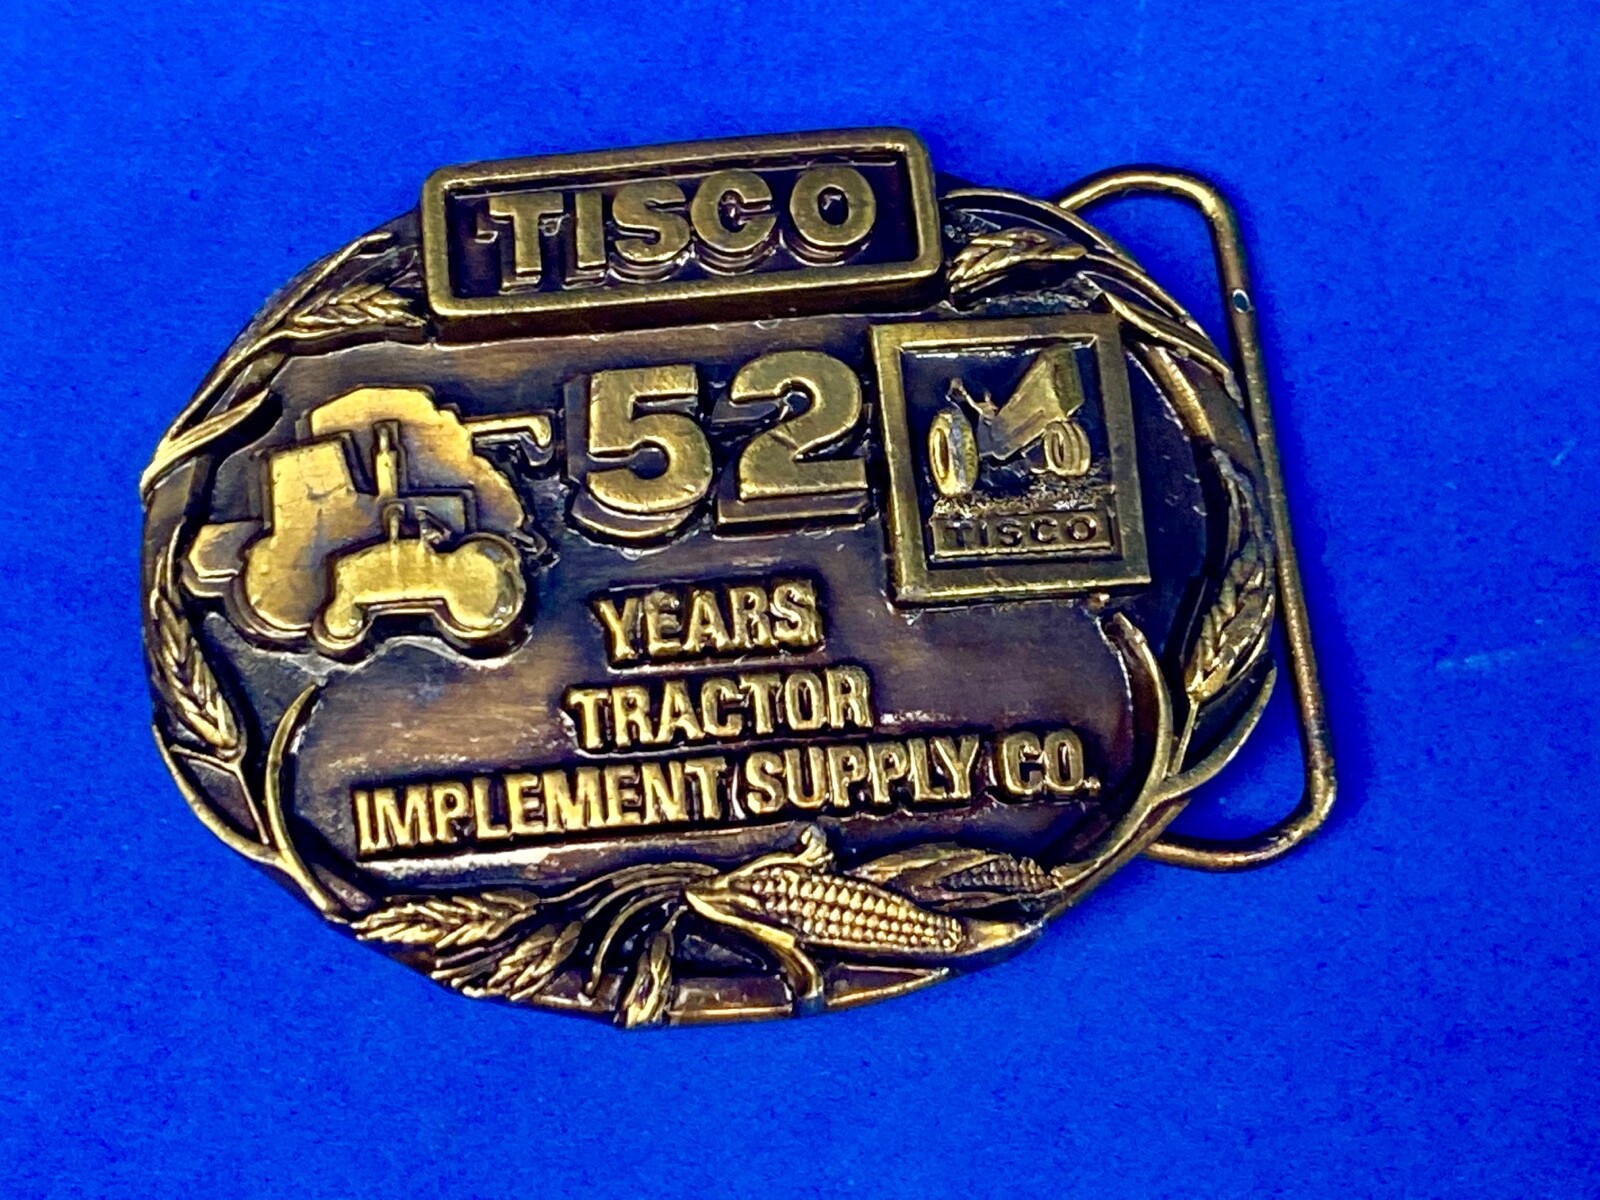 TISCO
52
TISCO
YEARS
TRACTOR
IMPLEMENT SUPPLY CO.